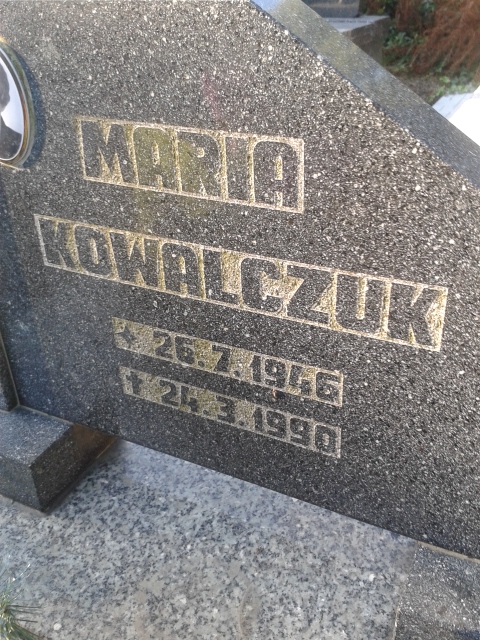 MARIA
KOWALCZUK
* 26.7.1946
† 24.3.1990